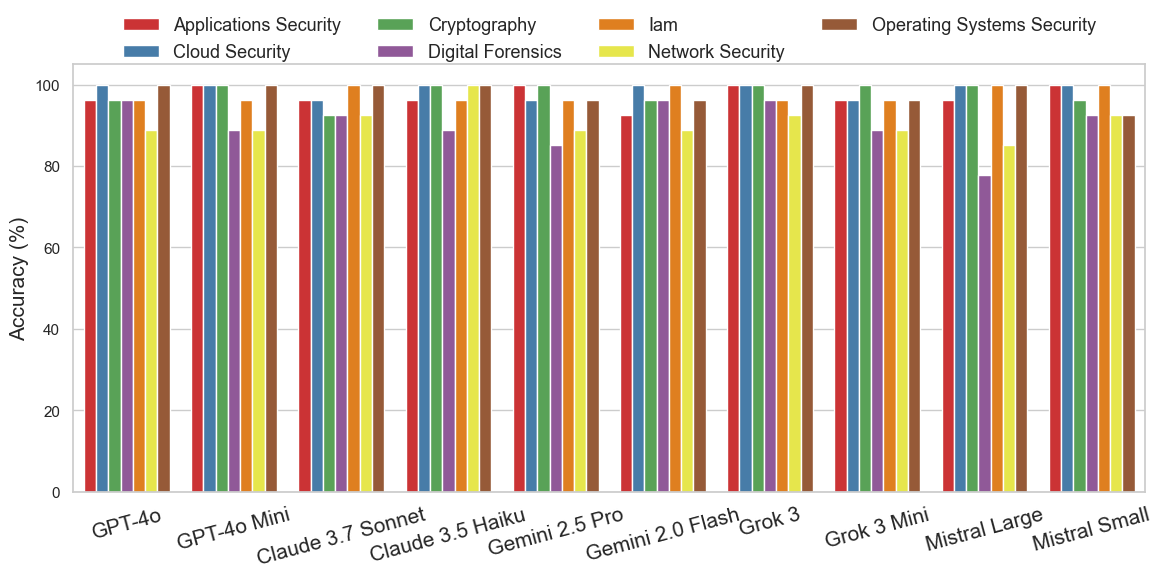 Applications Security
Cloud Security
Cryptography
Digital Forensics
Iam
Network Security
Operating Systems Security
Accuracy (%)
100
80
60
40
20
0
GPT-4o
GPT-4o Mini
Claude 3.7 Sonnet
Claude 3.5 Haiku
Gemini 2.5 Pro
Gemini 2.0 Flash
Grok 3
Grok 3 Mini
Mistral Large
Mistral Small